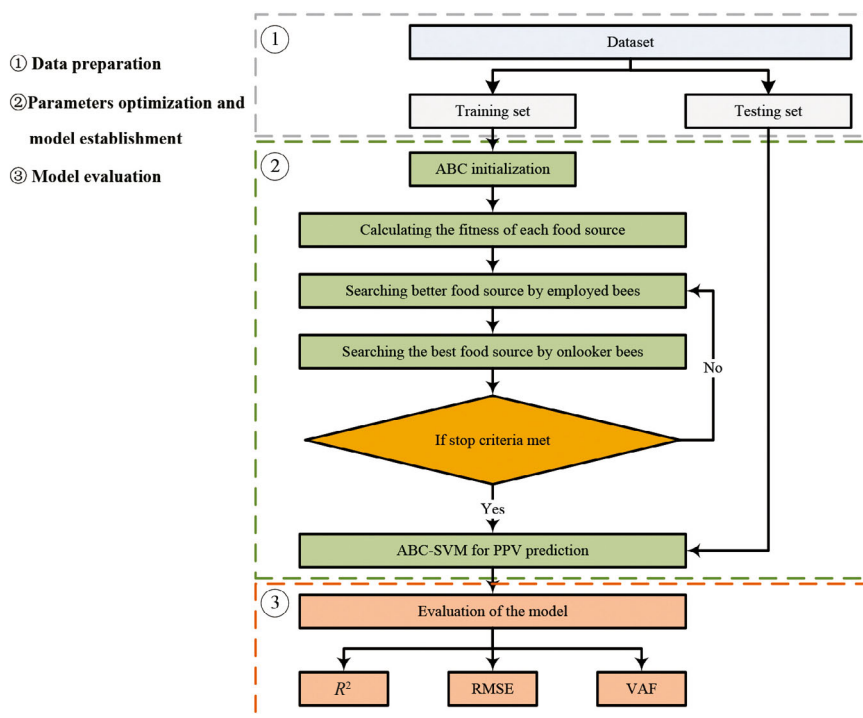 ① Data preparation
②Parameters optimization and
model establishment
③ Model evaluation
①
Dataset
Training set
Testing set
②
ABC initialization
Calculating the fitness of each food source
Searching better food source by employed bees
Searching the best food source by onlooker bees
No
If stop criteria met
Yes
ABC-SVM for PPV prediction
③
Evaluation of the model
R²
RMSE
VAF